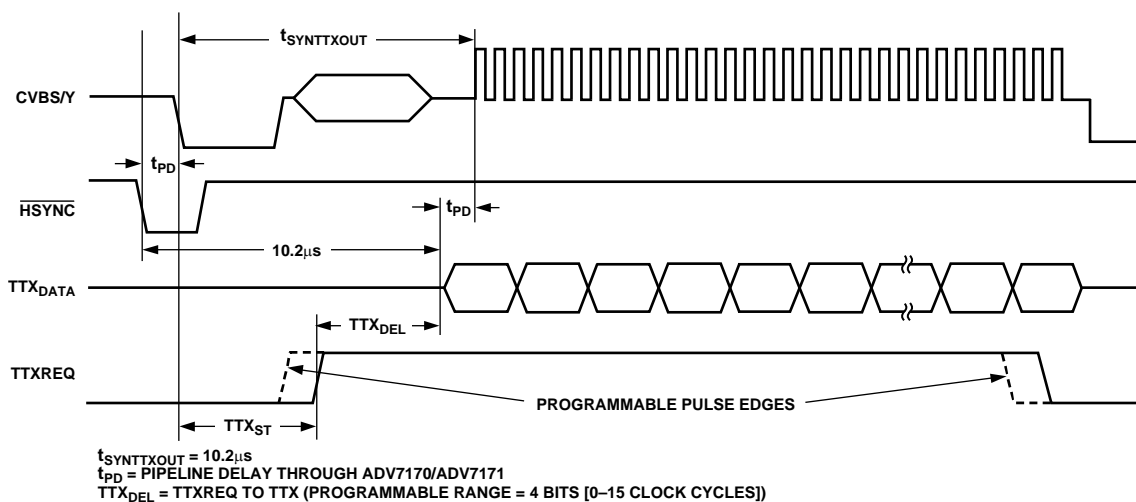 tSYNTTXOUT
CVBS/Y
tPD
HSYNC
tPD
10.2μs
TTXDATA
TTXDEL
TTXREQ
PROGRAMMABLE PULSE EDGES
TTXST
tSYNTTXOUT = 10.2μs
tPD = PIPELINE DELAY THROUGH ADV7170/ADV7171
TTXDEL = TTXREQ TO TTX (PROGRAMMABLE RANGE = 4 BITS [0–15 CLOCK CYCLES])